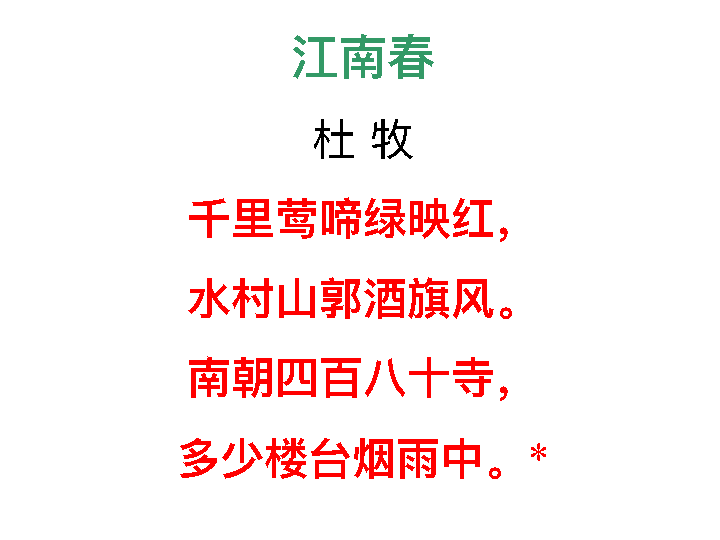 江南春
杜 牧
千里莺啼绿映红，
水村山郭酒旗风。
南朝四百八十寺，
多少楼台烟雨中。*